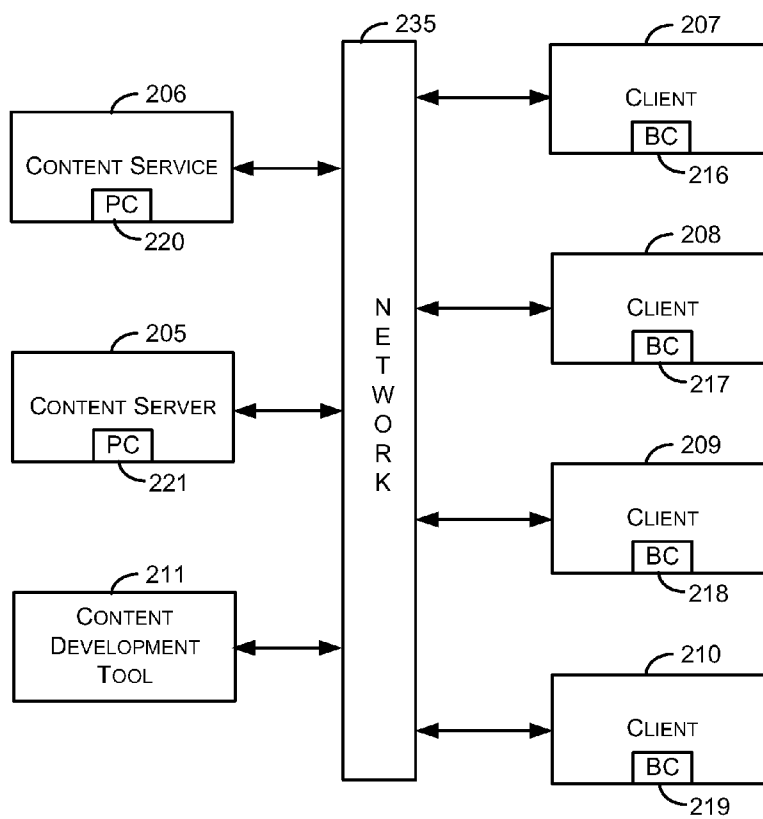 235
206
CONTENT SERVICE
PC
220
205
CONTENT SERVER
PC
221
211
CONTENT
DEVELOPMENT
TOOL
N
E
T
W
O
R
K
207
CLIENT
BC
216
208
CLIENT
BC
217
209
CLIENT
BC
218
210
CLIENT
BC
219